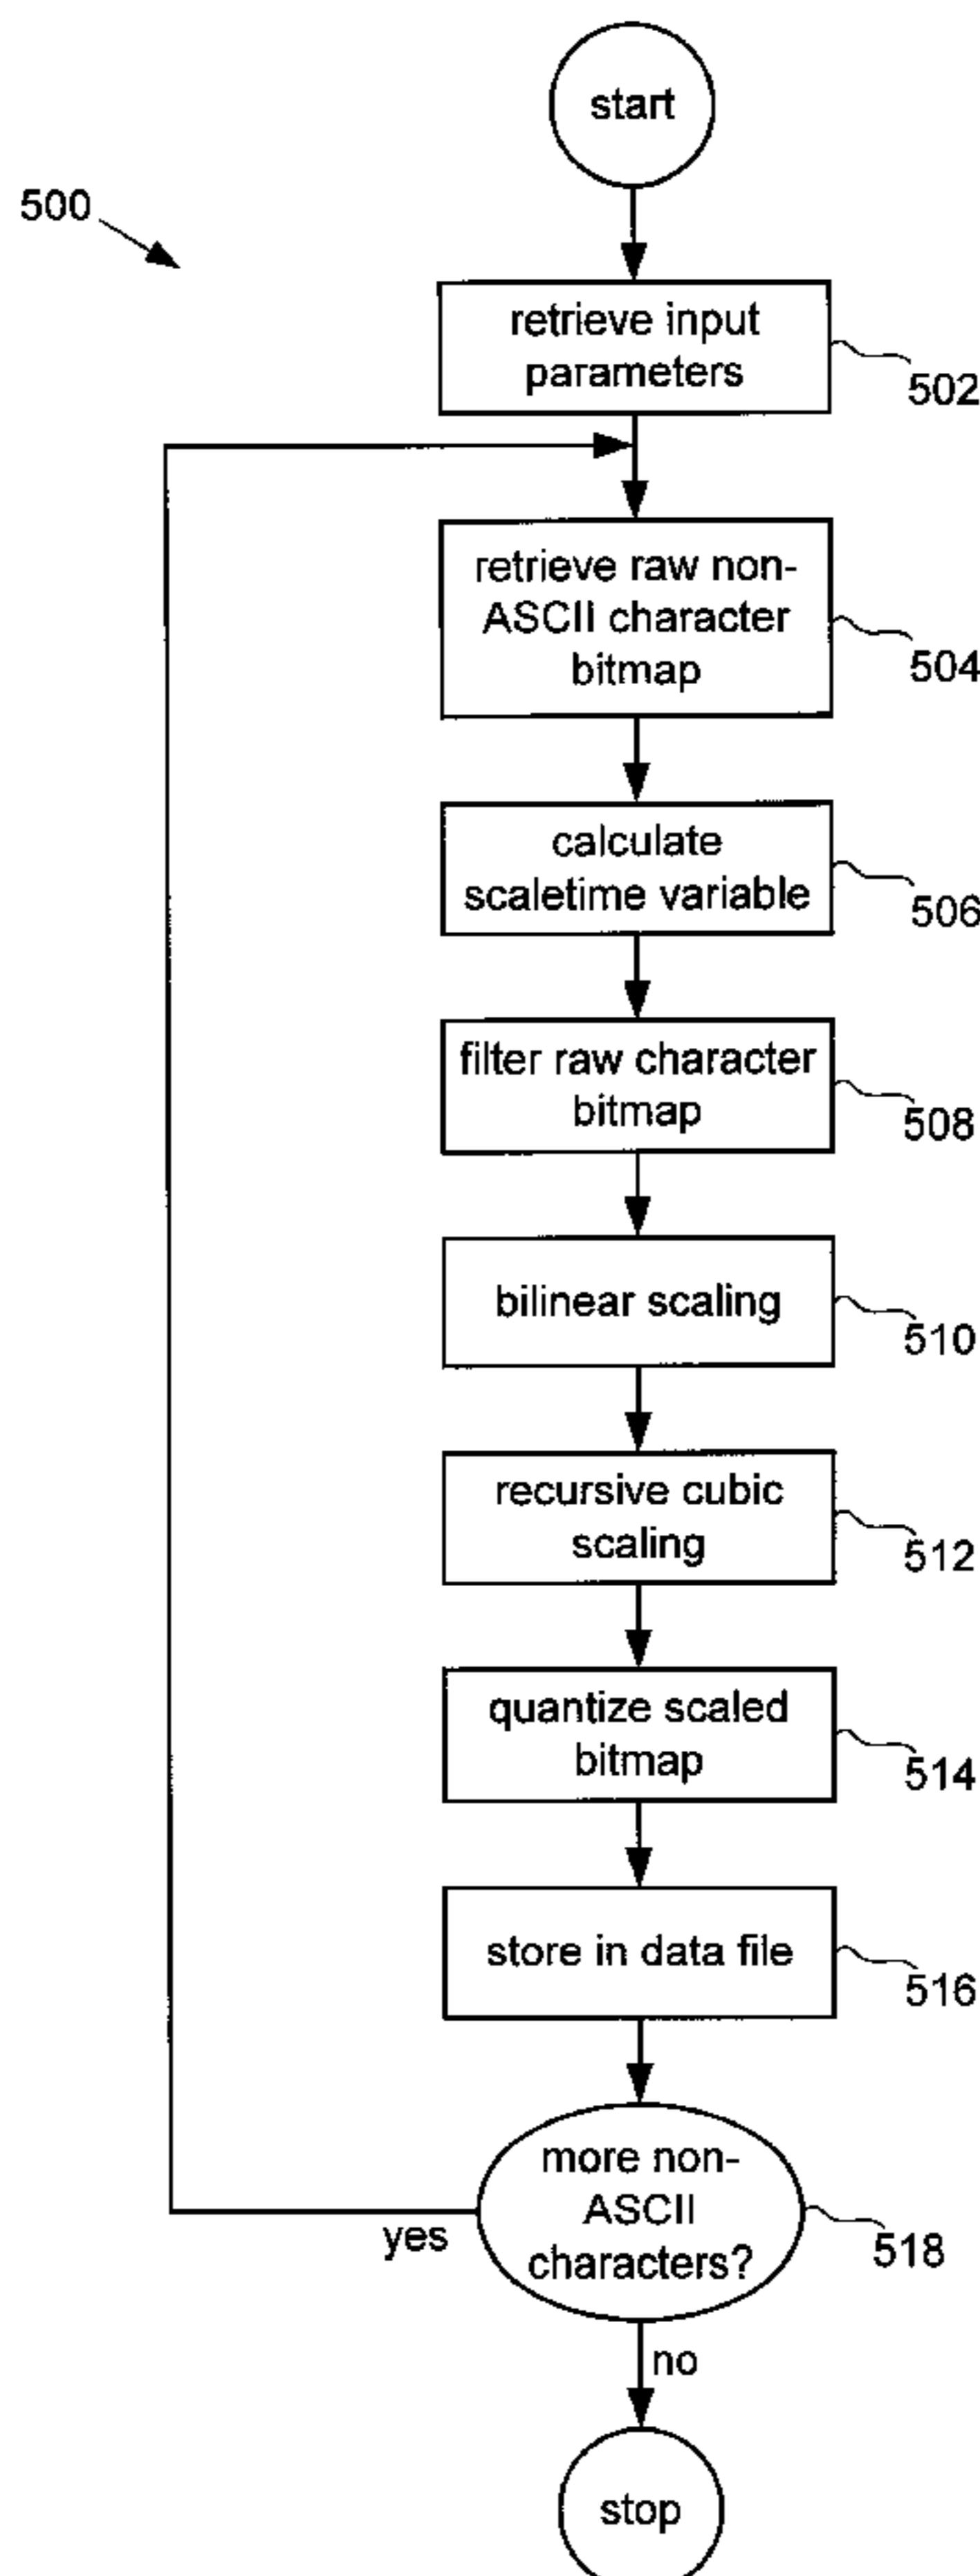 start
500
retrieve input
parameters
502
retrieve raw non-
ASCII character
bitmap
504
calculate
scaletime variable
506
filter raw character
bitmap
508
bilinear scaling
510
recursive cubic
scaling
512
quantize scaled
bitmap
514
store in data file
516
more non-
ASCII
characters?
518
yes
no
stop